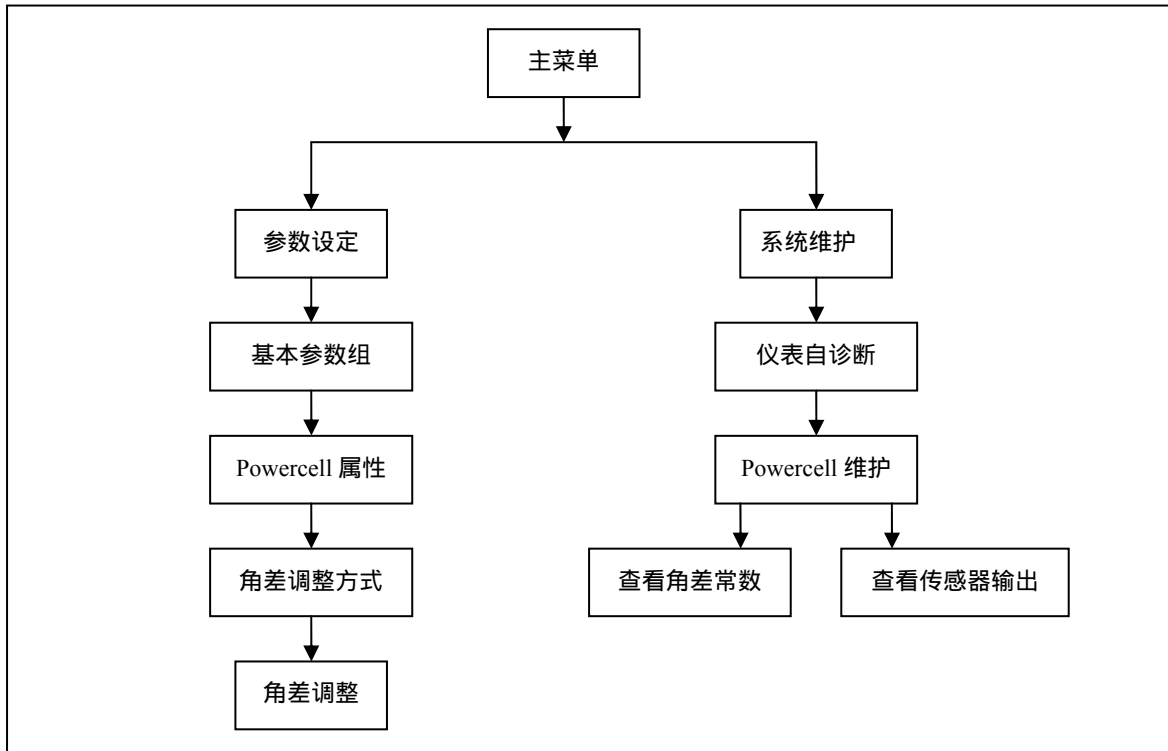 主菜单
参数设定
系统维护
基本参数组
仪表自诊断
Powercell 属性
Powercell 维护
角差调整方式
查看角差常数
查看传感器输出
角差调整